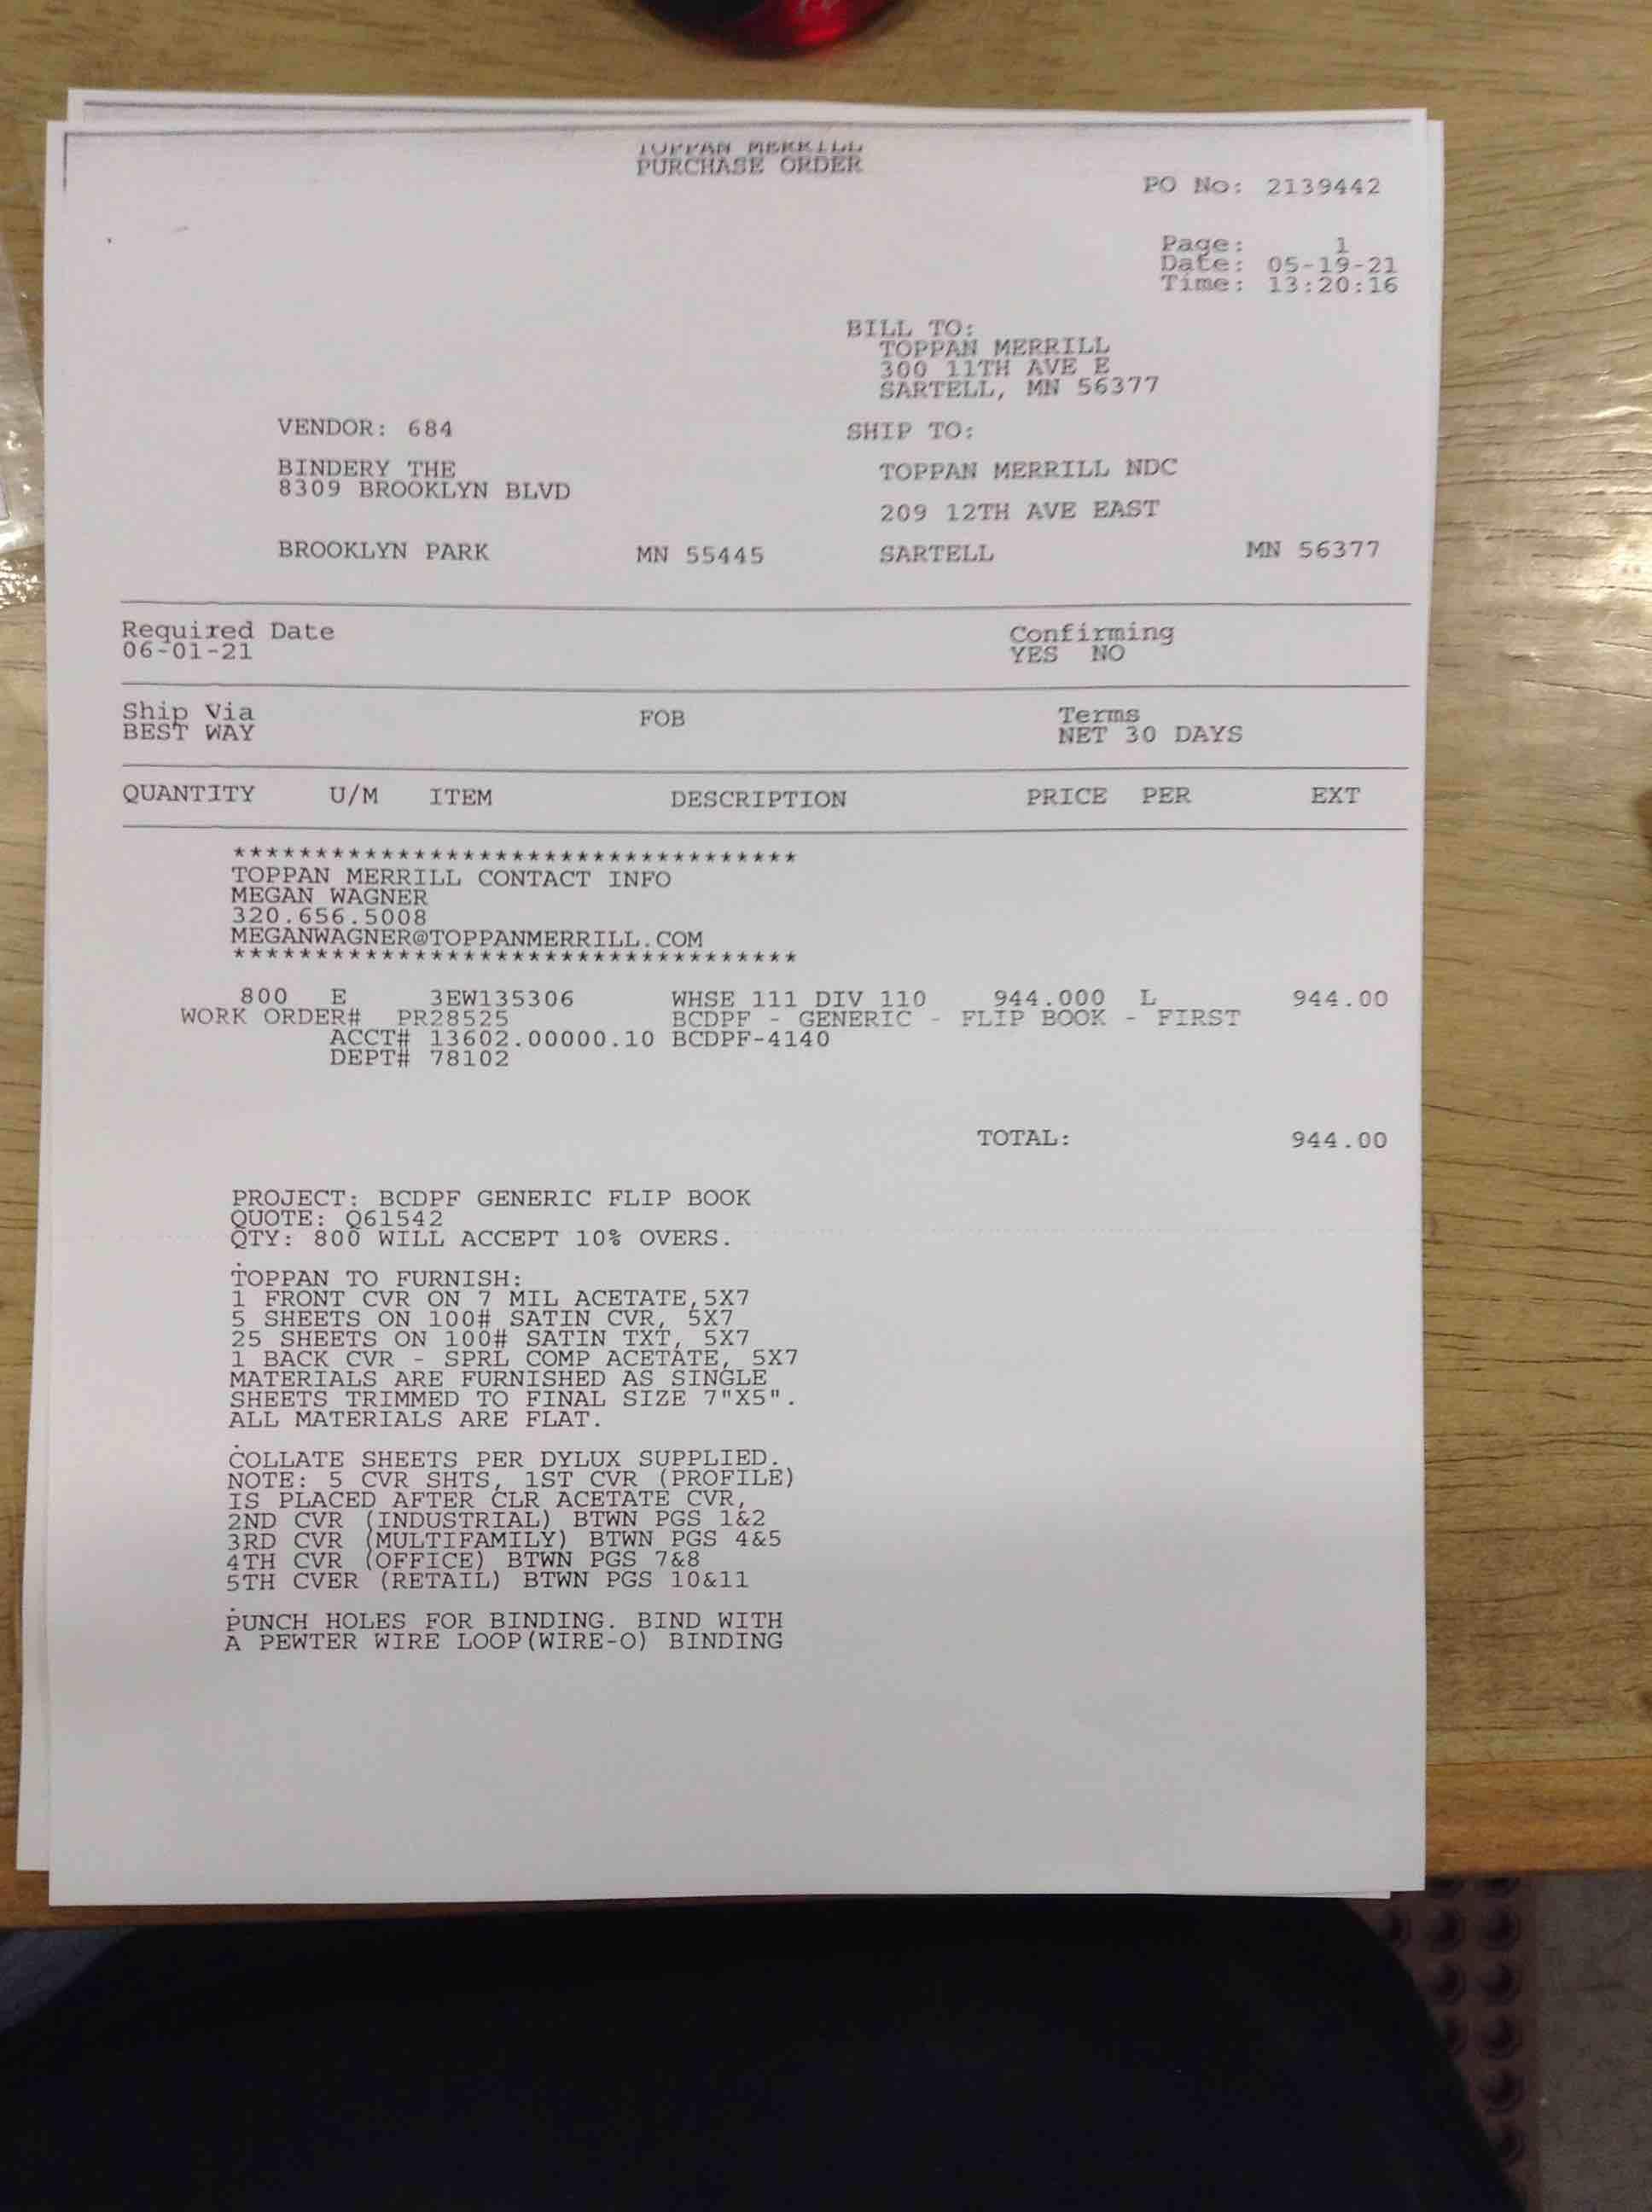 TOPPAN MERRILL
PURCHASE ORDER
PO No: 2139442
Page: 1
Date: 05-19-21
Time: 13:20:16
BILL TO:
TOPPAN MERRILL
300 11TH AVE E
SARTELL, MN 56377
VENDOR: 684 SHIP TO:
BINDERY THE TOPPAN MERRILL NDC
8309 BROOKLYN BLVD
209 12TH AVE EAST
BROOKLYN PARK MN 55445 SARTELL MN 56377
Required Date Confirming
06-01-21 YES NO
Ship Via FOB Terms
BEST WAY NET 30 DAYS
QUANTITY U/M ITEM DESCRIPTION PRICE PER EXT
***********************************
TOPPAN MERRILL CONTACT INFO
MEGAN WAGNER
320.656.5008
MEGANWAGNER@TOPPANMERRILL.COM
***********************************
800 E 3EW135306 WHSE 111 DIV 110 944.000 L 944.00
WORK ORDER# PR28525 BCDPF - GENERIC - FLIP BOOK - FIRST
ACCT# 13602.00000.10 BCDPF-4140
DEPT# 78102
TOTAL: 944.00
PROJECT: BCDPF GENERIC FLIP BOOK
QUOTE: Q61542
QTY: 800 WILL ACCEPT 10% OVERS.
.
TOPPAN TO FURNISH:
1 FRONT CVR ON 7 MIL ACETATE,5X7
5 SHEETS ON 100# SATIN CVR, 5X7
25 SHEETS ON 100# SATIN TXT, 5X7
1 BACK CVR - SPRL COMP ACETATE, 5X7
MATERIALS ARE FURNISHED AS SINGLE
SHEETS TRIMMED TO FINAL SIZE 7"X5".
ALL MATERIALS ARE FLAT.
.
COLLATE SHEETS PER DYLUX SUPPLIED.
NOTE: 5 CVR SHTS, 1ST CVR (PROFILE)
IS PLACED AFTER CLR ACETATE CVR,
2ND CVR (INDUSTRIAL) BTWN PGS 1&2
3RD CVR (MULTIFAMILY) BTWN PGS 4&5
4TH CVR (OFFICE) BTWN PGS 7&8
5TH CVER (RETAIL) BTWN PGS 10&11
.
PUNCH HOLES FOR BINDING. BIND WITH
A PEWTER WIRE LOOP(WIRE-O) BINDING